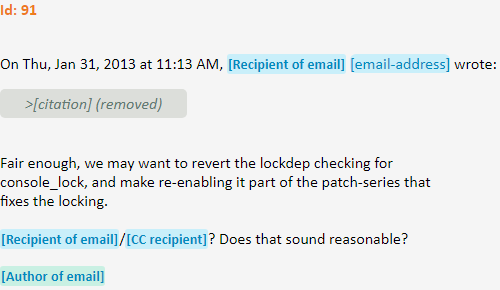 Id: 91
On Thu, Jan 31, 2013 at 11:13 AM, [Recipient of email] [email-address] wrote:
>[citation] (removed)
Fair enough, we may want to revert the lockdep checking for
console_lock, and make re-enabling it part of the patch-series that
fixes the locking.
[Recipient of email]/[CC recipient]? Does that sound reasonable?
[Author of email]